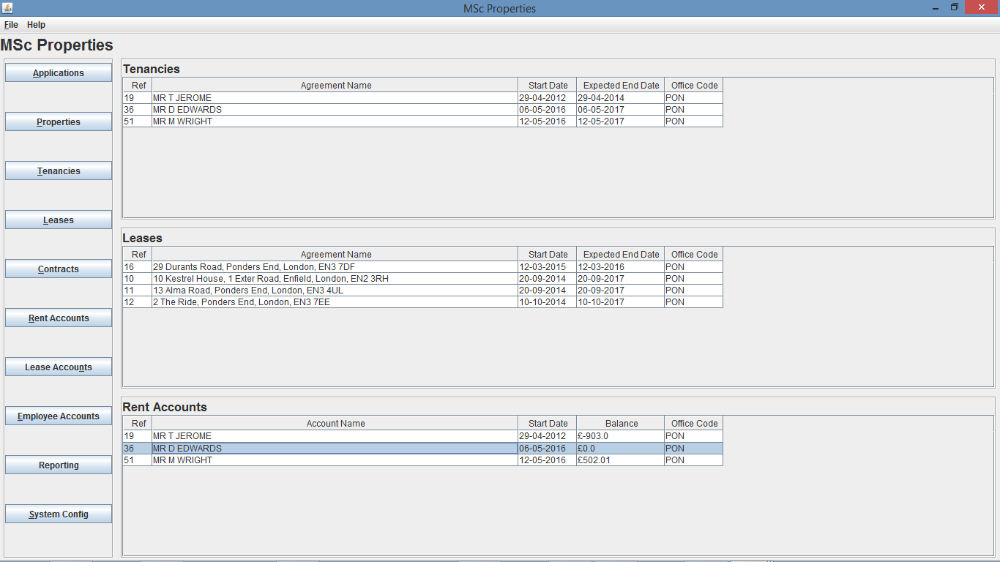 MSc Properties
File Help
MSc Properties
Applications
Properties
Tenancies
Leases
Contracts
Rent Accounts
Lease Accounts
Employee Accounts
Reporting
System Config
Tenancies
Ref Agreement Name Start Date Expected End Date Office Code
19 MR T JEROME 29-04-2012 29-04-2014 PON
36 MR D EDWARDS 06-05-2016 06-05-2017 PON
51 MR M WRIGHT 12-05-2016 12-05-2017 PON
Leases
Ref Agreement Name Start Date Expected End Date Office Code
16 29 Durants Road, Ponders End, London, EN3 7DF 12-03-2015 12-03-2016 PON
10 10 Kestrel House, 1 Exter Road, Enfield, London, EN2 3RH 20-09-2014 20-09-2017 PON
11 13 Alma Road, Ponders End, London, EN3 4UL 20-09-2014 20-09-2017 PON
12 2 The Ride, Ponders End, London, EN3 7EE 10-10-2014 10-10-2017 PON
Rent Accounts
Ref Account Name Start Date Balance Office Code
19 MR T JEROME 29-04-2012 £-903.0 PON
36 MR D EDWARDS 06-05-2016 £0.0 PON
51 MR M WRIGHT 12-05-2016 £502.01 PON